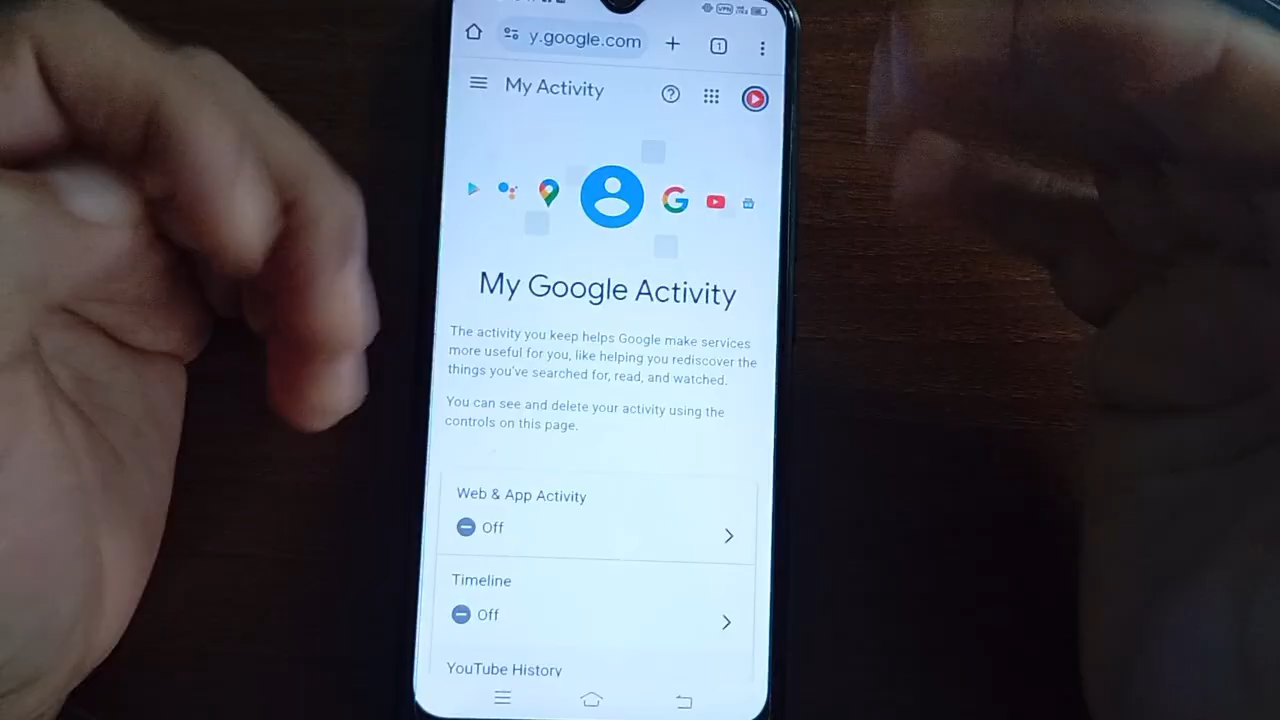 y.google.com
1
My Activity
My Google Activity
The activity you keep helps Google make services
more useful for you, like helping you rediscover the
things you've searched for, read, and watched.
You can see and delete your activity using the
controls on this page.
Web & App Activity
Off
Timeline
Off
YouTube History